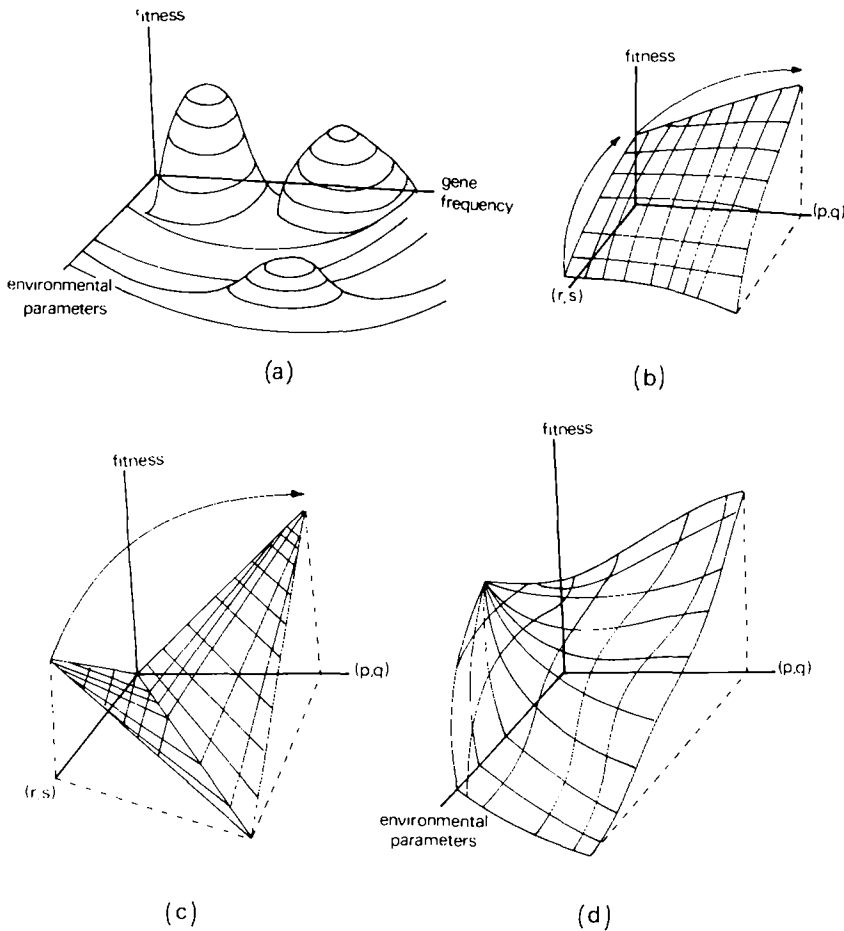 fitness
gene
frequency
environmental
parameters
(a)
fitness
(p,q)
(r,s)
(b)
fitness
(p,q)
(r,s)
(c)
fitness
(p,q)
environmental
parameters
(d)